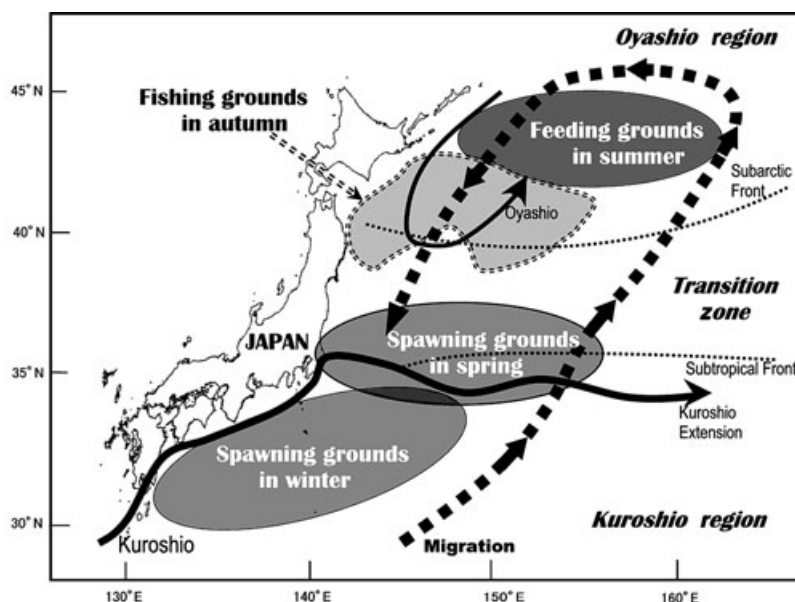 Oyashio region
45°N
Fishing grounds
in autumn
Feeding grounds
in summer
Subarctic
Front
Oyashio
40°N
Transition
zone
JAPAN
Spawning grounds
in spring
35°N
Subtropical Front
Kuroshio
Extension
Spawning grounds
in winter
30°N
Kuroshio
Migration
Kuroshio region
130°E
140°E
150°E
160°E